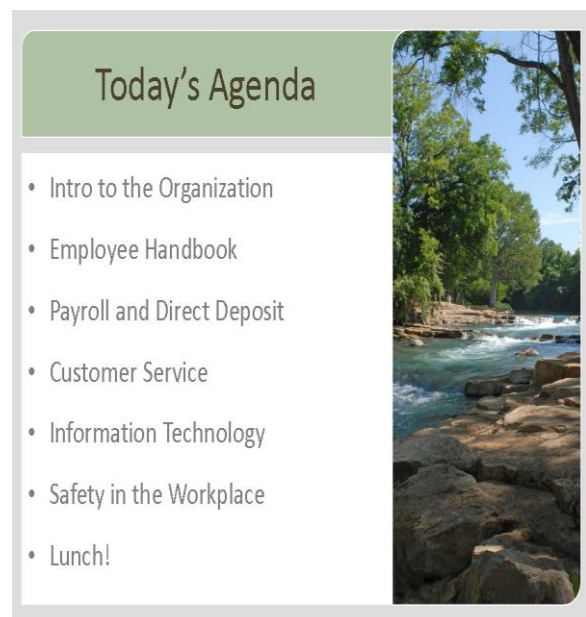 Today's Agenda
• Intro to the Organization
• Employee Handbook
• Payroll and Direct Deposit
• Customer Service
• Information Technology
• Safety in the Workplace
• Lunch!